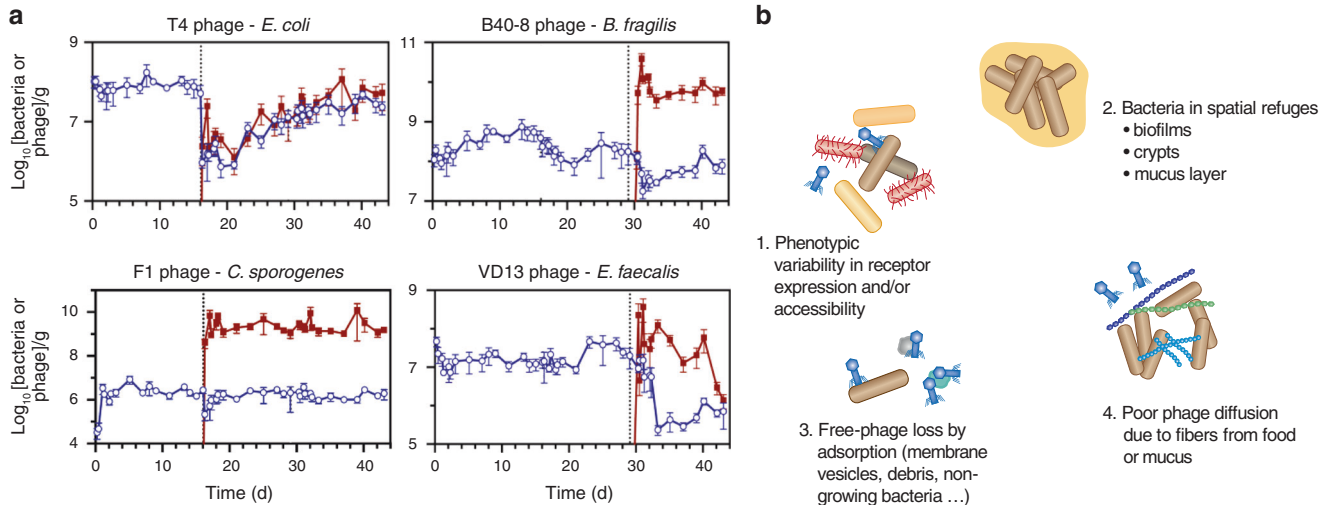 a
T4 phage - E. coli
Log10 [bacteria or
phage]/g
9
7
5
0 10 20 30 40
B40-8 phage - B. fragilis
11
9
7
0 10 20 30 40
F1 phage - C. sporogenes
Log10 [bacteria or
phage]/g
10
9
8
6
4
0 10 20 30 40
Time (d)
VD13 phage - E. faecalis
9
7
5
0 10 20 30 40
Time (d)
b
1. Phenotypic
variability in receptor
expression and/or
accessibility
2. Bacteria in spatial refuges
• biofilms
• crypts
• mucus layer
3. Free-phage loss by
adsorption (membrane
vesicles, debris, non-
growing bacteria ...)
4. Poor phage diffusion
due to fibers from food
or mucus